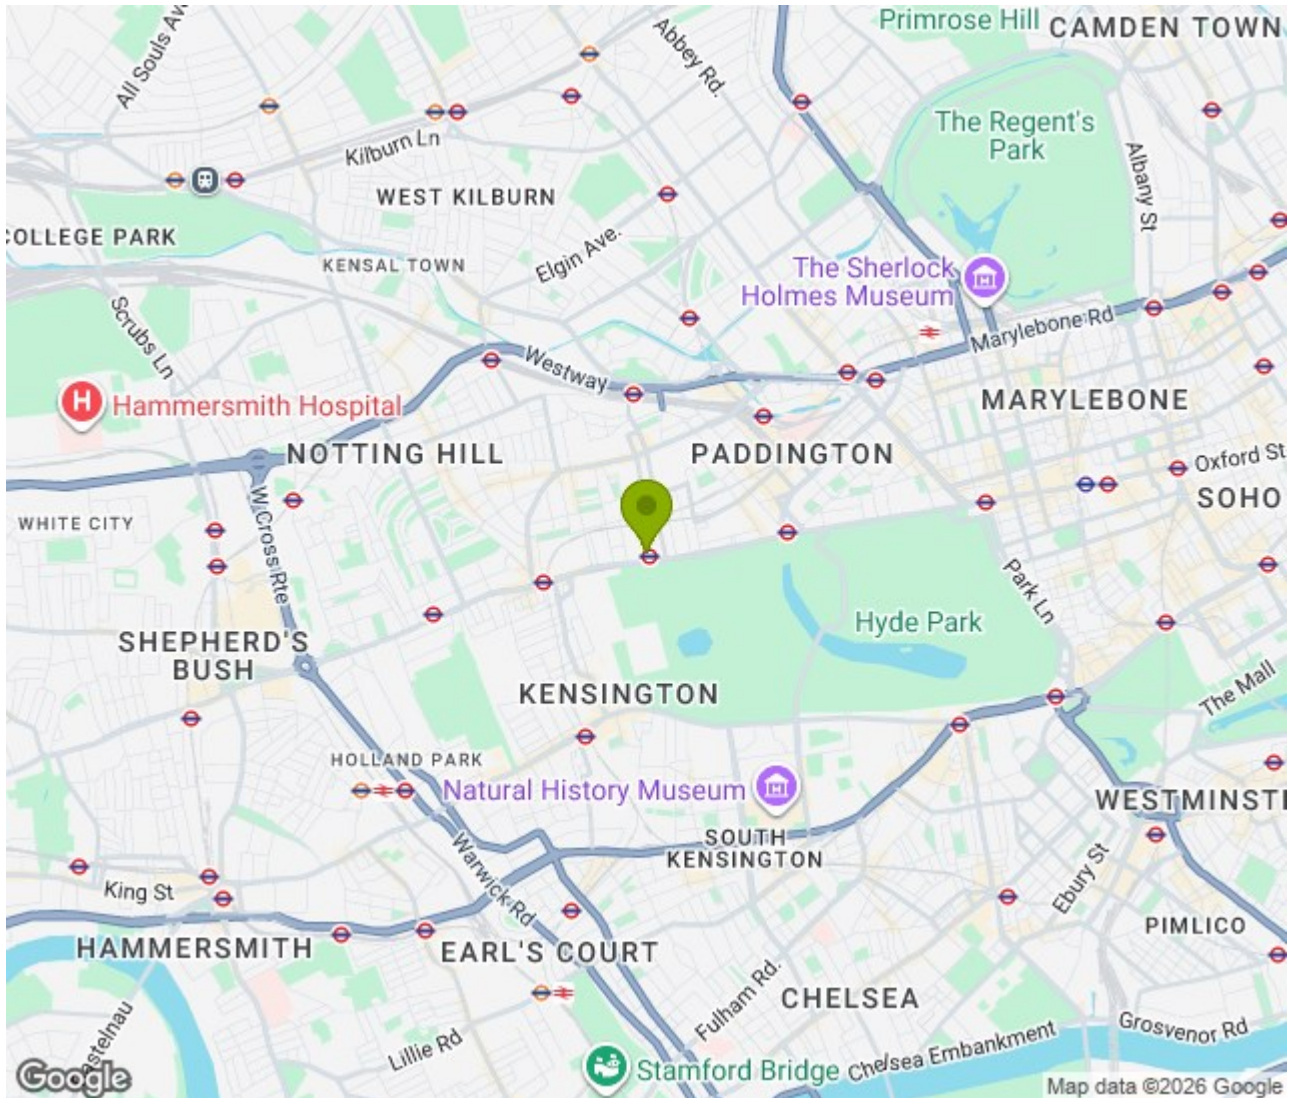 Primrose Hill
CAMDEN TOWN
All Souls Av
Abbey Rd.
The Regent's
Park
Kilburn Ln
Albany St
WEST KILBURN
COLLEGE PARK
Elgin Ave.
KENSAL TOWN
The Sherlock
Holmes Museum
Scrubs Ln
Marylebone Rd
Westway
H
Hammersmith Hospital
MARYLEBONE
NOTTING HILL
PADDINGTON
Oxford St
SOHO
W Cross Rte
WHITE CITY
Park Ln
Hyde Park
SHEPHERD'S
BUSH
KENSINGTON
The Mall
HOLLAND PARK
Natural History Museum
WESTMINST
SOUTH
KENSINGTON
Warwick Rd
Ebury St
King St
PIMLICO
HAMMERSMITH
EARL'S COURT
CHELSEA
Fulham Rd.
astelnau
Lillie Rd
Grosvenor Rd
Chelsea Embankment
Stamford Bridge
Google
Map data ©2026 Google